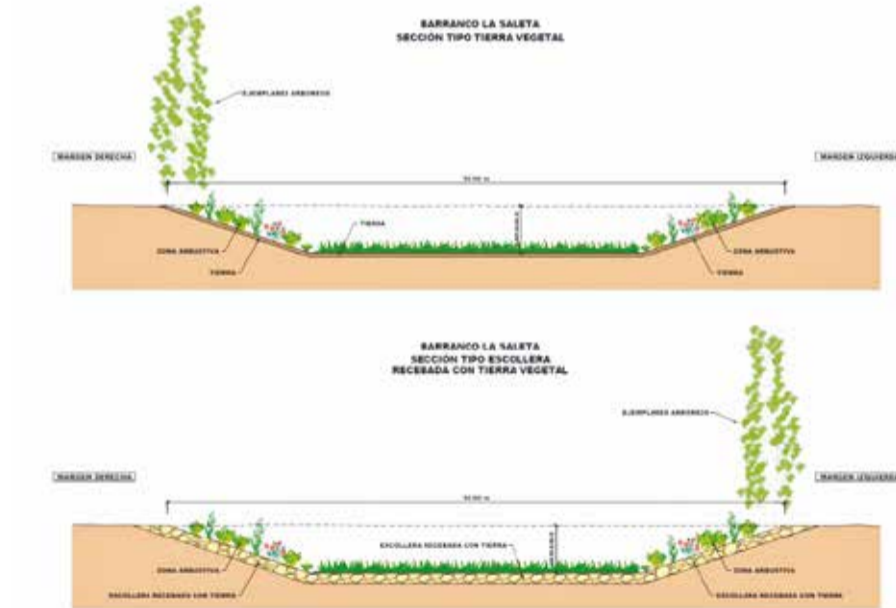 BARRANCO LA SALETA
SECCIÓN TIPO TIERRA VEGETAL
EJEMPLARES ARBOREOS
MARGEN DERECHA
MARGEN IZQUIERDA
TIERRA
ZONA ARBUSTIVA
ZONA ARBUSTIVA
TIERRA
TIERRA
BARRANCO LA SALETA
SECCIÓN TIPO ESCOLLERA
RECEBADA CON TIERRA VEGETAL
EJEMPLARES ARBOREOS
MARGEN DERECHA
MARGEN IZQUIERDA
ESCOLLERA RECEBADA CON TIERRA
ZONA ARBUSTIVA
ZONA ARBUSTIVA
ESCOLLERA RECEBADA CON TIERRA
ESCOLLERA RECEBADA CON TIERRA